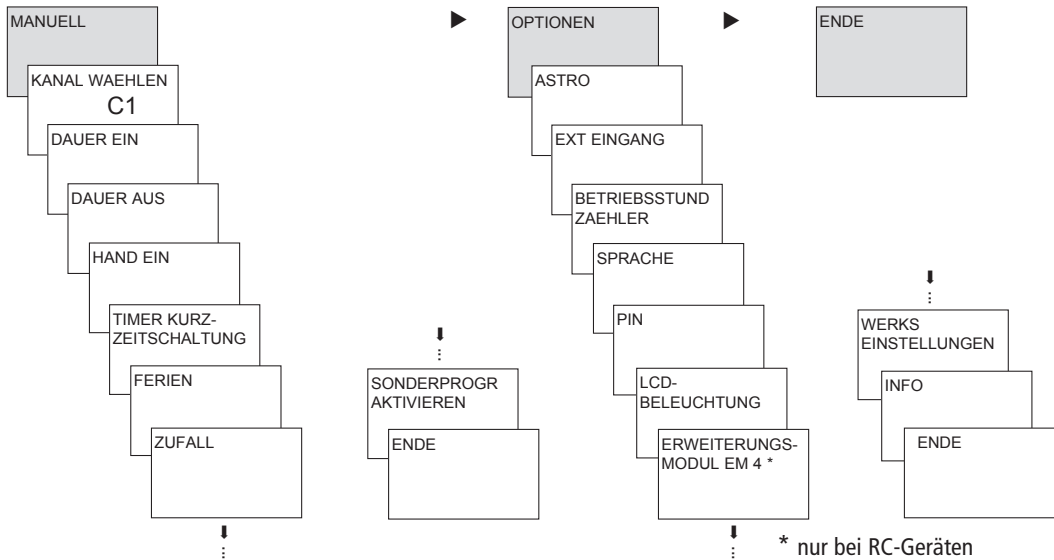 MANUELL
KANAL WAEHLEN
C1
DAUER EIN
DAUER AUS
HAND EIN
TIMER KURZ-
ZEITSCHALTUNG
FERIEN
ZUFALL
SONDERPROGR
AKTIVIEREN
ENDE
OPTIONEN
ASTRO
EXT EINGANG
BETRIEBSSTUND
ZAEHLER
SPRACHE
PIN
LCD-
BELEUCHTUNG
ERWEITERUNGS-
MODUL EM 4 *
WERKS
EINSTELLUNGEN
INFO
ENDE
ENDE
* nur bei RC-Geräten